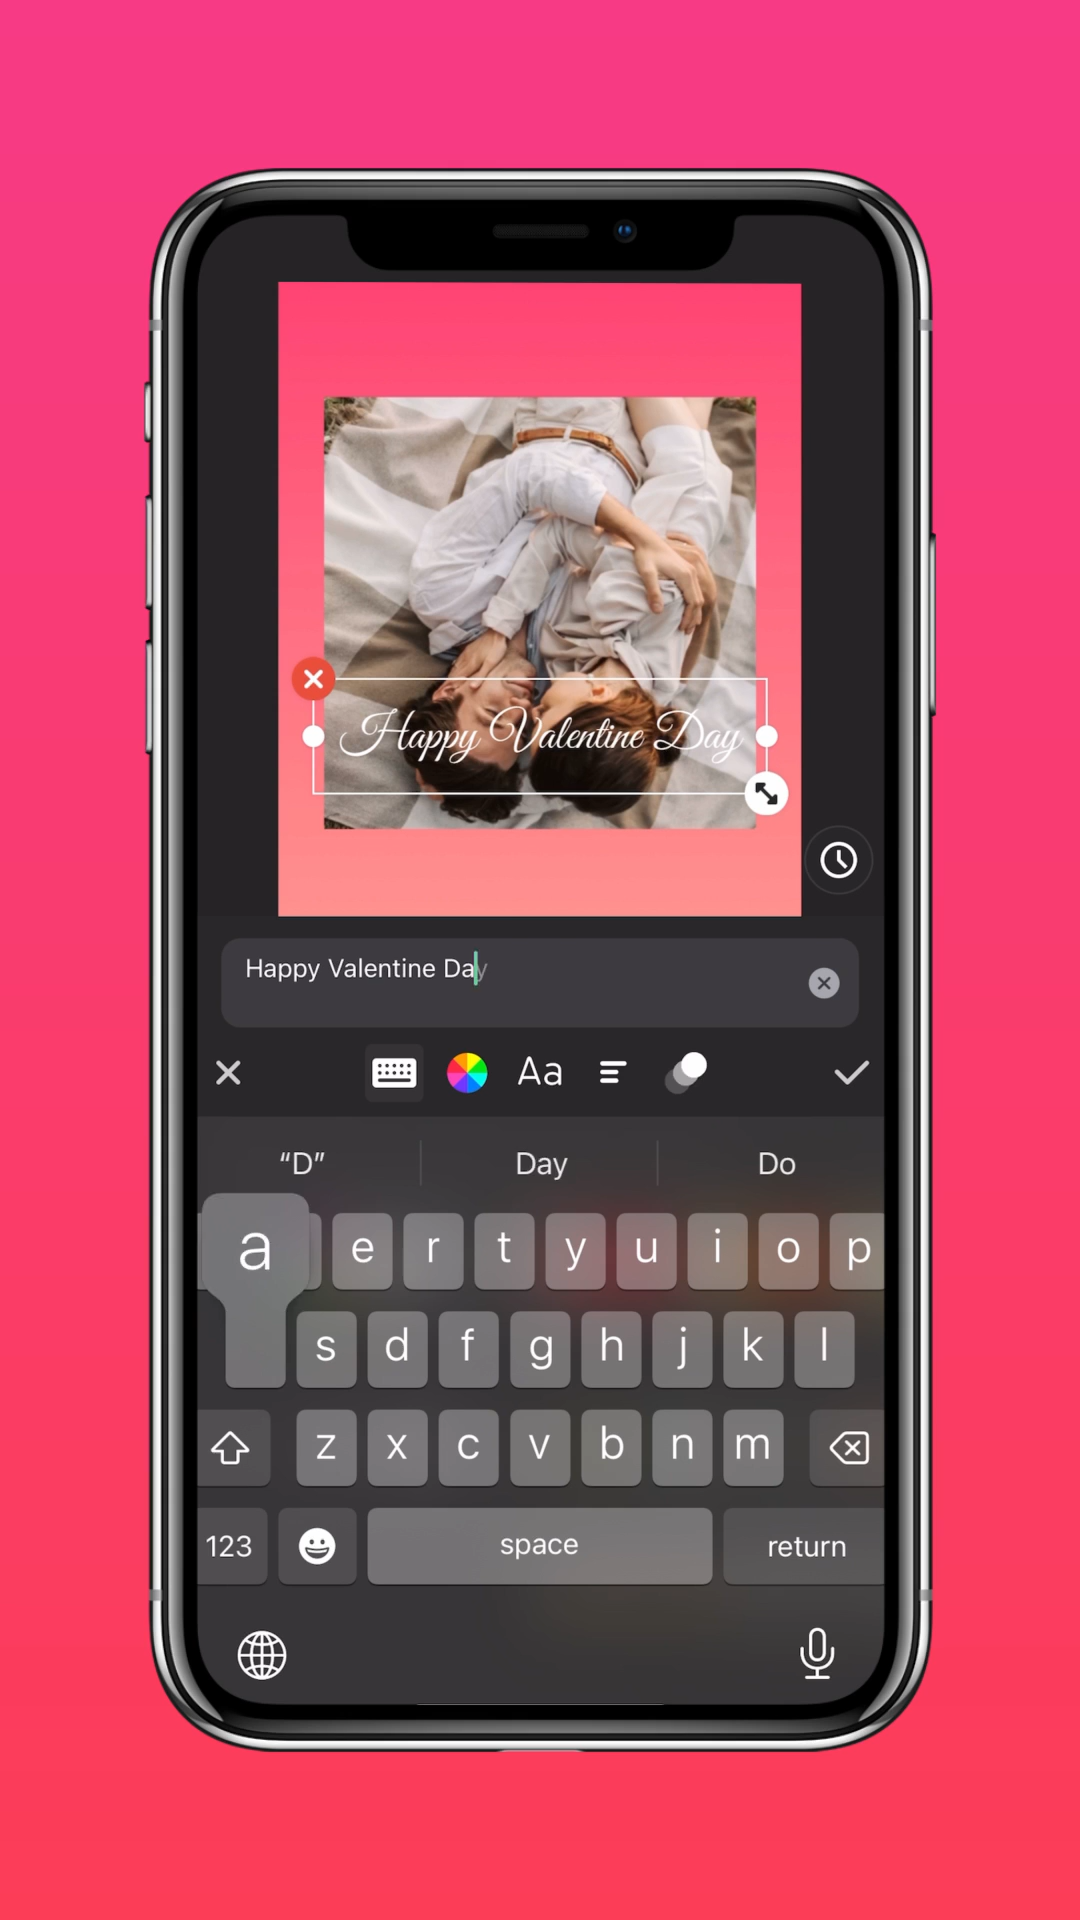 Happy Valentine Day
Happy Valentine Day
Aa
“D” Day Do
a e r t y u i o p
s d f g h j k l
z x c v b n m
123 space return